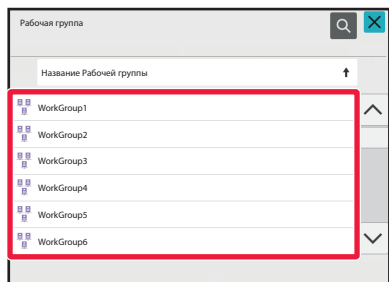 Рабочая группа
Название Рабочей группы
WorkGroup1
WorkGroup2
WorkGroup3
WorkGroup4
WorkGroup5
WorkGroup6